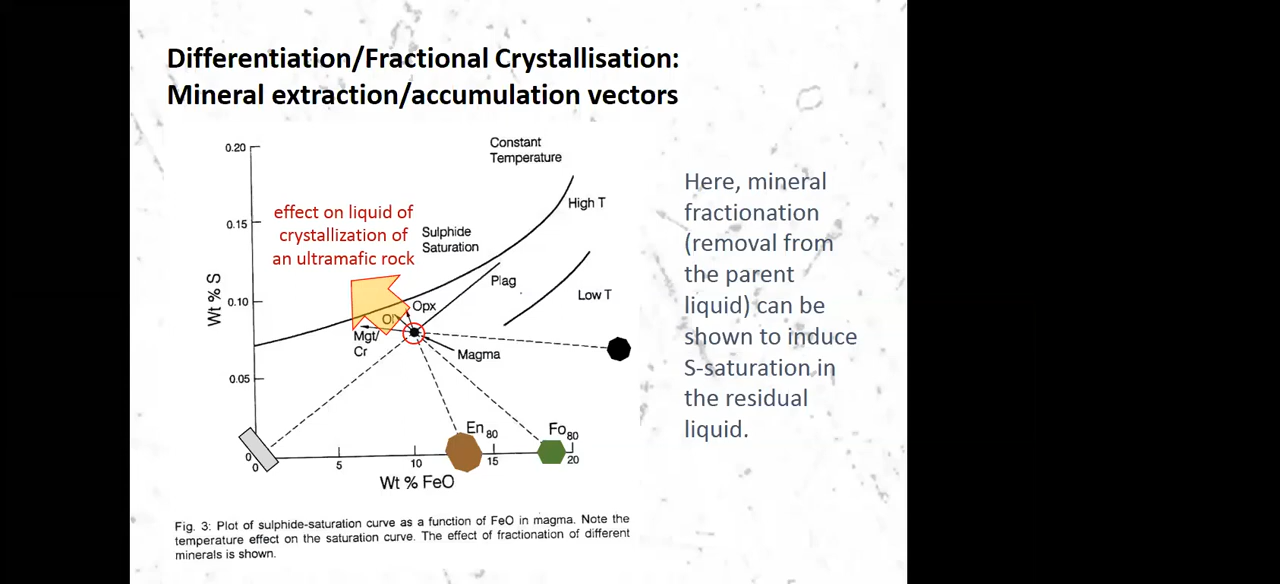 Differentiation/Fractional Crystallisation:
Mineral extraction/accumulation vectors
0.20
0.15
0.10
0.05
0
Wt % S
Constant
Temperature
High T
effect on liquid of
crystallization of
an ultramafic rock
Sulphide
Saturation
Plag
Low T
Opx
Ol
Mgt/
Cr
Magma
En80
Fo80
0
5
10
15
20
Wt % FeO
Here, mineral
fractionation
(removal from
the parent
liquid) can be
shown to induce
S-saturation in
the residual
liquid.
Fig. 3: Plot of sulphide-saturation curve as a function of FeO in magma. Note the
temperature effect on the saturation curve. The effect of fractionation of different
minerals is shown.